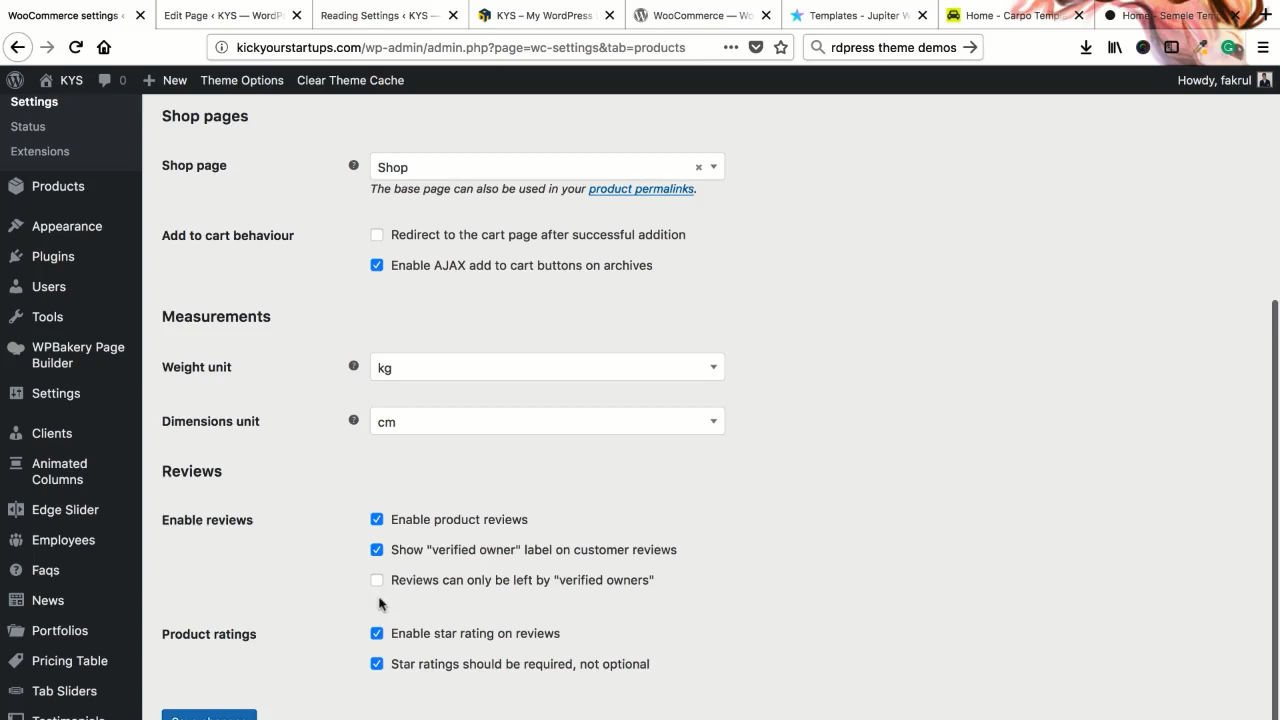 WooCommerce settings ‹
Edit Page ‹ KYS — WordP
Reading Settings ‹ KYS —
KYS – My WordPress
WooCommerce — Wo
Templates - Jupiter W
Home - Carpo Temp
Home - Semele Tem
kickyourstartups.com/wp-admin/admin.php?page=wc-settings&tab=products
rdpress theme demos
KYS
0
New
Theme Options
Clear Theme Cache
Howdy, fakrul
Settings
Status
Extensions
Products
Appearance
Plugins
Users
Tools
WPBakery Page
Builder
Settings
Clients
Animated
Columns
Edge Slider
Employees
Faqs
News
Portfolios
Pricing Table
Tab Sliders
Testimonials
Shop pages
Shop page
Shop
The base page can also be used in your product permalinks.
Add to cart behaviour
Redirect to the cart page after successful addition
Enable AJAX add to cart buttons on archives
Measurements
Weight unit
kg
Dimensions unit
cm
Reviews
Enable reviews
Enable product reviews
Show "verified owner" label on customer reviews
Reviews can only be left by "verified owners"
Product ratings
Enable star rating on reviews
Star ratings should be required, not optional